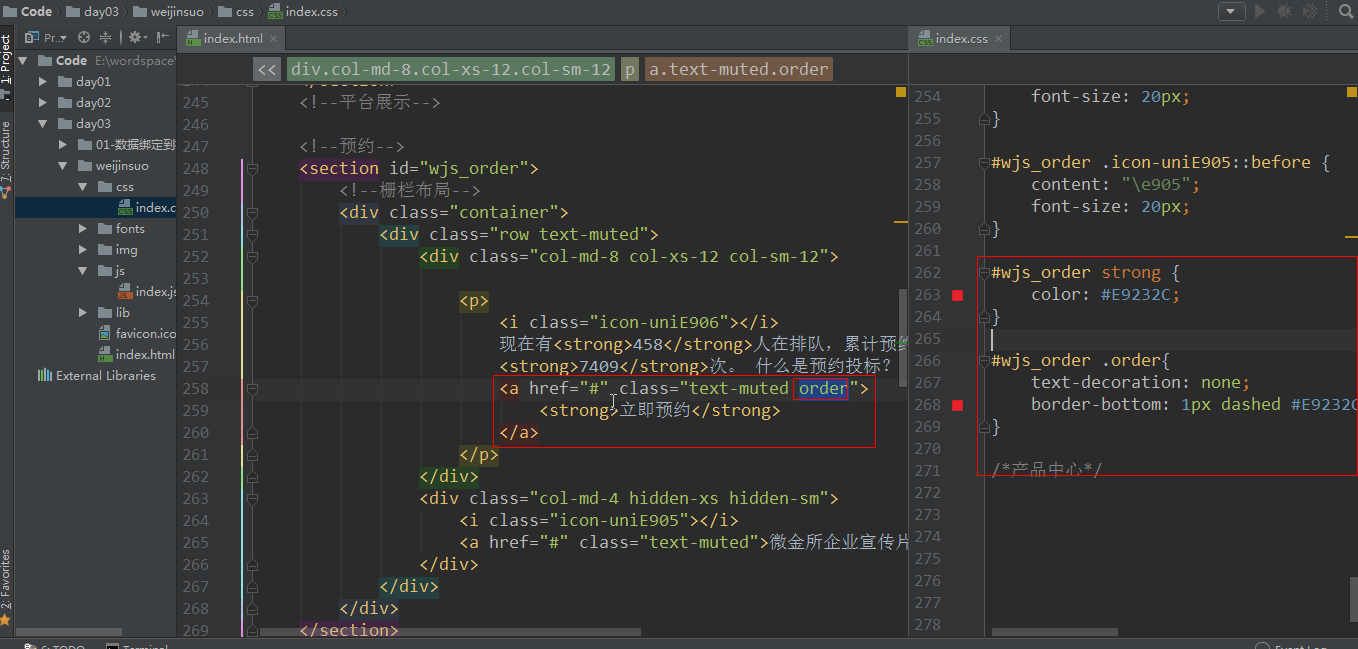 Code day03 weijinsuo css index.css
1: Project
7: Structure
2: Favorites
Pr..
Code E:\wordspace\
day01
day02
day03
01-数据绑定到
weijinsuo
css
index.c
fonts
img
js
index.js
lib
favicon.ico
index.html
External Libraries
index.html
<< div.col-md-8.col-xs-12.col-sm-12 p a.text-muted.order
245 <!--平台展示-->
246
247 <!--预约-->
248 <section id="wjs_order">
249 <!--栅栏布局-->
250 <div class="container">
251 <div class="row text-muted">
252 <div class="col-md-8 col-xs-12 col-sm-12">
253
254 <p>
255 <i class="icon-uniE906"></i>
256 现在有<strong>458</strong>人在排队，累计预约
257 <strong>7409</strong>次。 什么是预约投标？
258 <a href="#" class="text-muted order">
259 <strong>立即预约</strong>
260 </a>
261 </p>
262 </div>
263 <div class="col-md-4 hidden-xs hidden-sm">
264 <i class="icon-uniE905"></i>
265 <a href="#" class="text-muted">微金所企业宣传片
266 </div>
267 </div>
268 </div>
269 </section>
index.css
254 font-size: 20px;
255 }
256
257 #wjs_order .icon-uniE905::before {
258 content: "\e905";
259 font-size: 20px;
260 }
261
262 #wjs_order strong {
263 color: #E9232C;
264 }
265
266 #wjs_order .order{
267 text-decoration: none;
268 border-bottom: 1px dashed #E9232C
269 }
270
271 /*产品中心*/
272
273
274
275
276
277
278
6: TODO Terminal Event Log